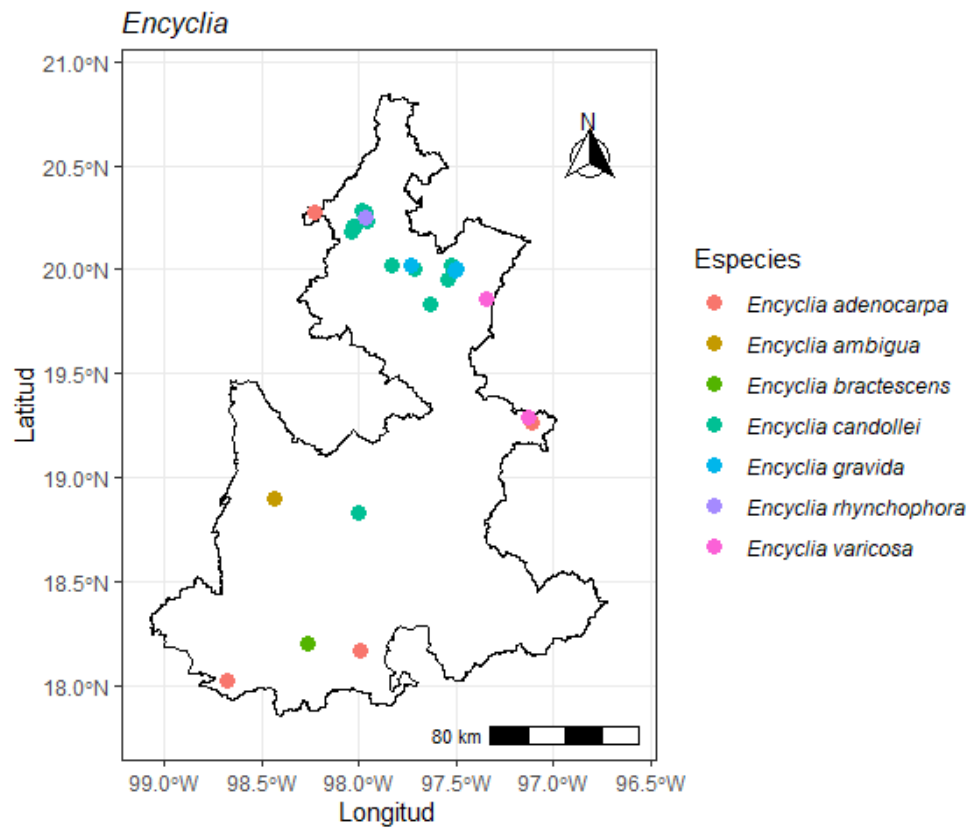 Encyclia
21.0°N
20.5°N
20.0°N
19.5°N
19.0°N
18.5°N
18.0°N
Latitud
N
80 km
99.0°W 98.5°W 98.0°W 97.5°W 97.0°W 96.5°W
Longitud
Especies
Encyclia adenocarpa
Encyclia ambigua
Encyclia bractescens
Encyclia candollei
Encyclia gravida
Encyclia rhynchophora
Encyclia varicosa